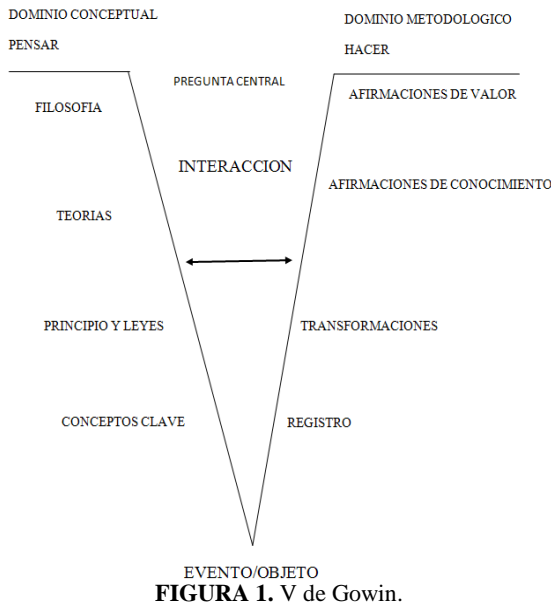 DOMINIO CONCEPTUAL
PENSAR
DOMINIO METODOLOGICO
HACER
PREGUNTA CENTRAL
FILOSOFIA
AFIRMACIONES DE VALOR
INTERACCION
AFIRMACIONES DE CONOCIMIENTO
TEORIAS
PRINCIPIO Y LEYES
TRANSFORMACIONES
CONCEPTOS CLAVE
REGISTRO
EVENTO/OBJETO
FIGURA 1. V de Gowin.